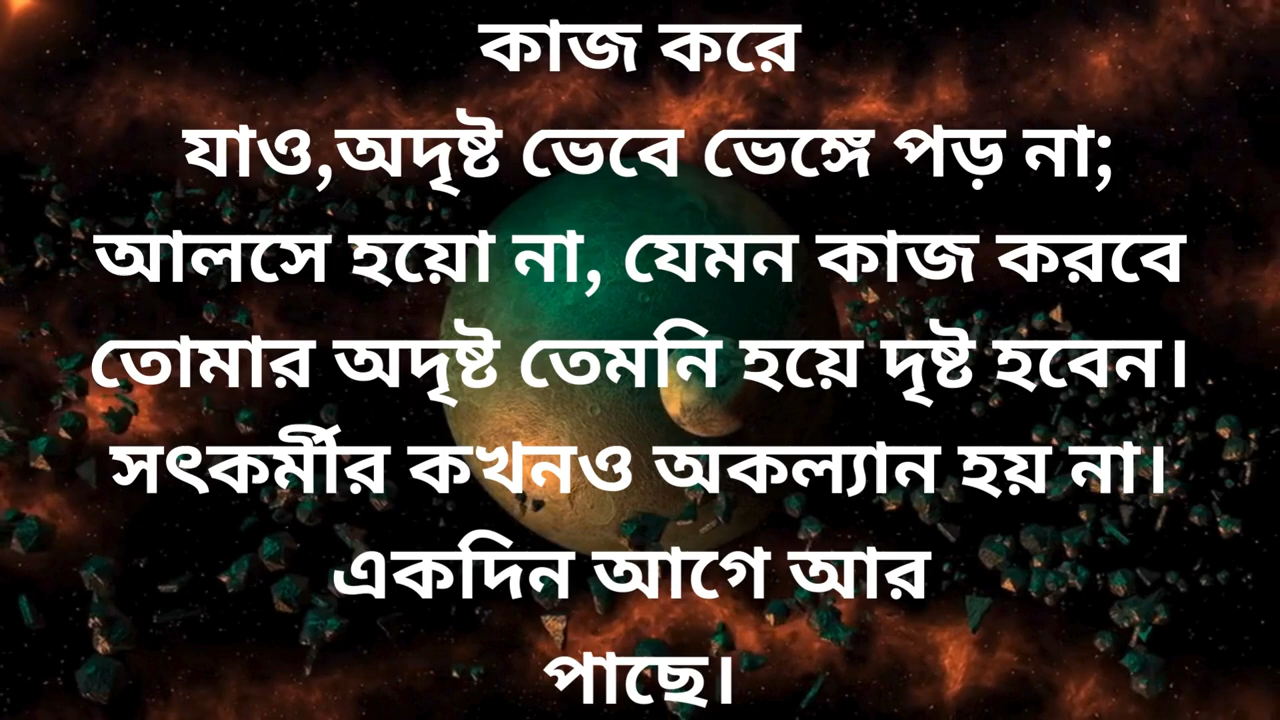 কাজ করে
যাও,অদৃষ্ট ভেবে ভেঙ্গে পড় না;
আলসে হয়ো না, যেমন কাজ করবে
তোমার অদৃষ্ট তেমনি হয়ে দৃষ্ট হবেন।
সৎকর্মীর কখনও অকল্যান হয় না।
একদিন আগে আর
পাছে।